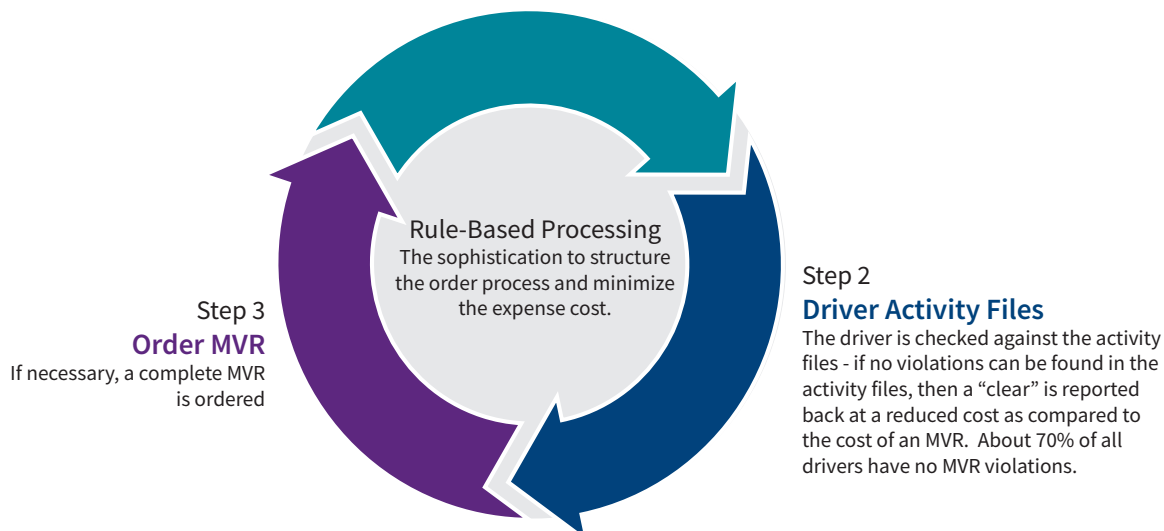 Rule-Based Processing
The sophistication to structure
the order process and minimize
the expense cost.
Step 2
Driver Activity Files
The driver is checked against the activity
files - if no violations can be found in the
activity files, then a “clear” is reported
back at a reduced cost as compared to
the cost of an MVR.  About 70% of all
drivers have no MVR violations.
Step 3
Order MVR
If necessary, a complete MVR
is ordered